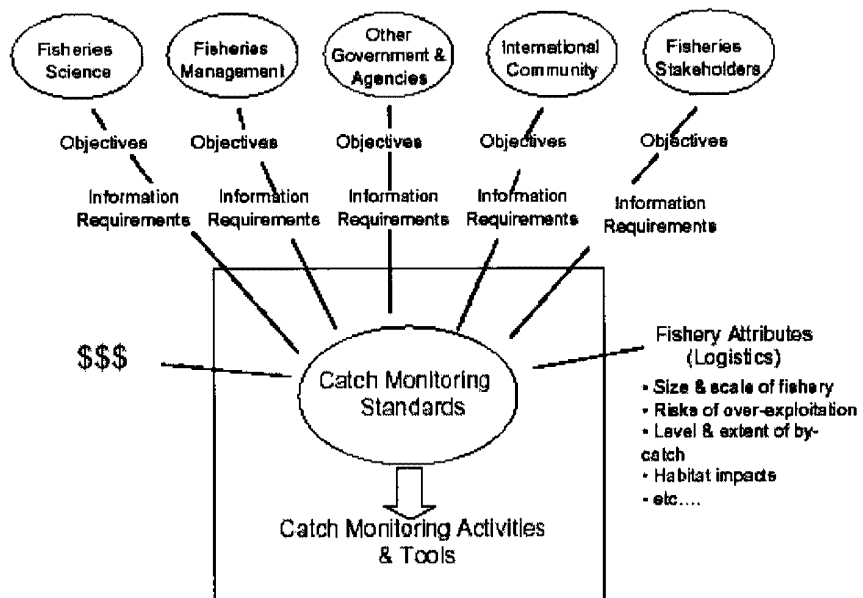 Fisheries
Science
Fisheries
Management
Other
Government &
Agencies
International
Community
Fisheries
Stakeholders
Objectives
Objectives
Objectives
Objectives
Objectives
Information
Requirements
Information
Requirements
Information
Requirements
Information
Requirements
Information
Requirements
$$$
Catch Monitoring
Standards
Fishery Attributes
(Logistics)
• Size & scale of fishery
• Risks of over-exploitation
• Level & extent of by-
catch
• Habitat impacts
• etc....
Catch Monitoring Activities
& Tools